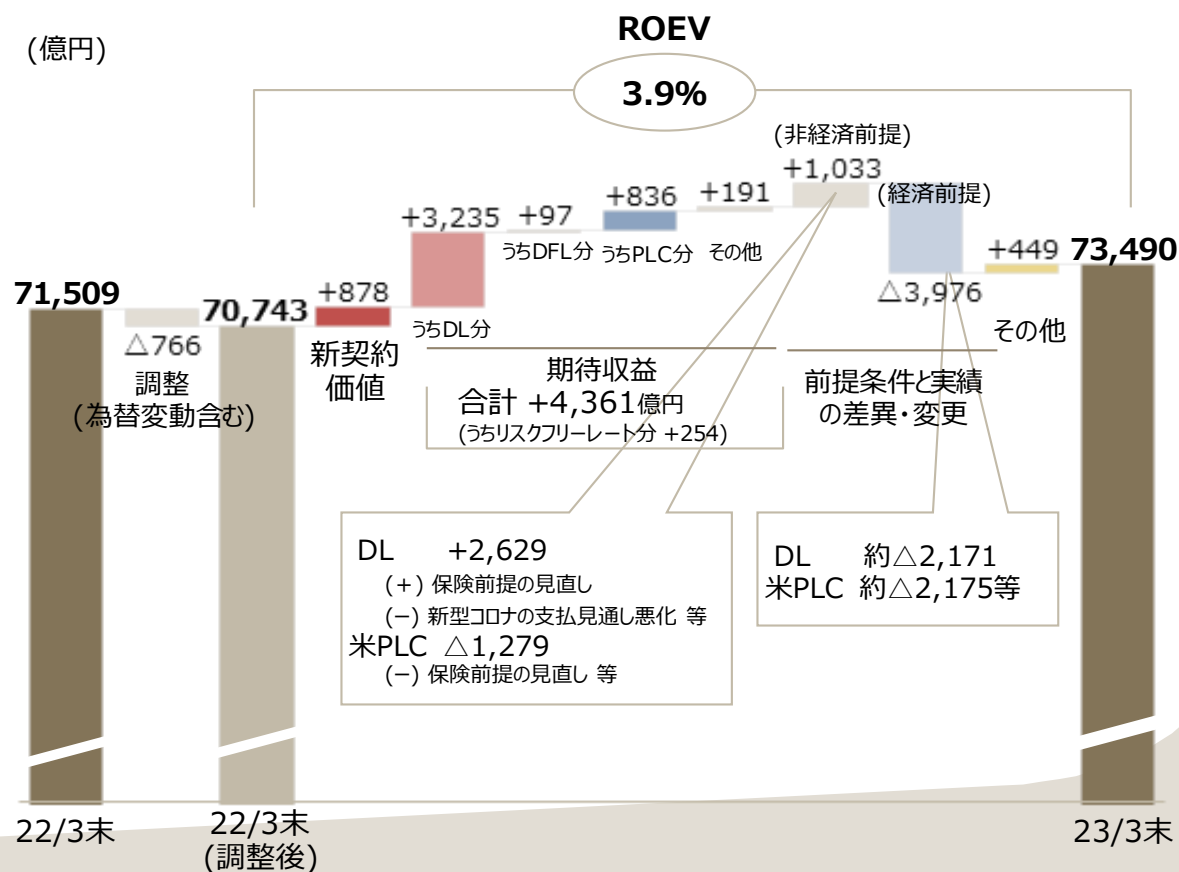 (億円)
ROEV
3.9%
(非経済前提)
+1,033
(経済前提)
+836
+191
+3,235
+97
うちDFL分
うちPLC分
その他
+449
73,490
71,509
+878
70,743
△3,976
△766
うちDL分
その他
調整
(為替変動含む)
新契約
価値
期待収益
合計 +4,361億円
(うちリスクフリーレート分 +254)
前提条件と実績
の差異・変更
DL +2,629
(+) 保険前提の見直し
(−) 新型コロナの支払見通し悪化 等
米PLC △1,279
(−) 保険前提の見直し 等
DL 約△2,171
米PLC 約△2,175等
22/3末
22/3末
(調整後)
23/3末